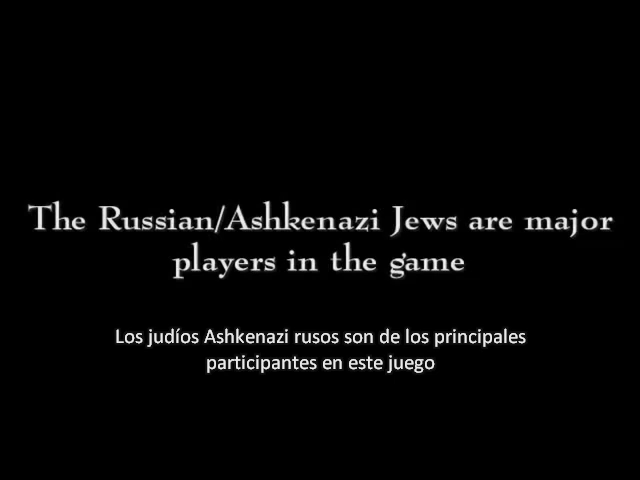 The Russian/Ashkenazi Jews are major
players in the game
Los judíos Ashkenazi rusos son de los principales
participantes en este juego